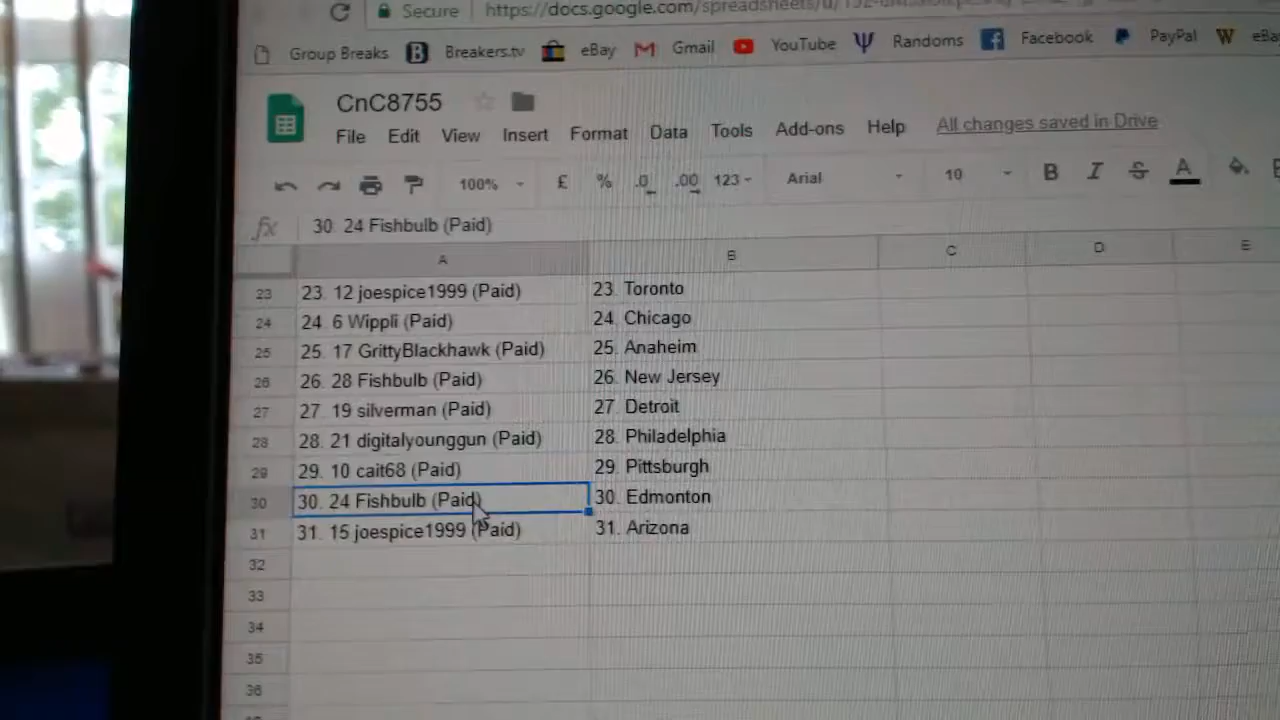 Secure https://docs.google.com/spreadsheets/u/
Group Breaks Breakers.tv eBay Gmail YouTube Randoms Facebook PayPal
CnC8755
File Edit View Insert Format Data Tools Add-ons Help All changes saved in Drive
100% £ % .0 .00 123 Arial 10 B I S A
fx 30. 24 Fishbulb (Paid)
A B C D E
23 23. 12 joespice1999 (Paid) 23. Toronto
24 24. 6 Wippli (Paid) 24. Chicago
25 25. 17 GrittyBlackhawk (Paid) 25. Anaheim
26 26. 28 Fishbulb (Paid) 26. New Jersey
27 27. 19 silverman (Paid) 27. Detroit
28 28. 21 digitalyounggun (Paid) 28. Philadelphia
29 29. 10 cait68 (Paid) 29. Pittsburgh
30 30. 24 Fishbulb (Paid) 30. Edmonton
31 31. 15 joespice1999 (Paid) 31. Arizona
32
33
34
35
36